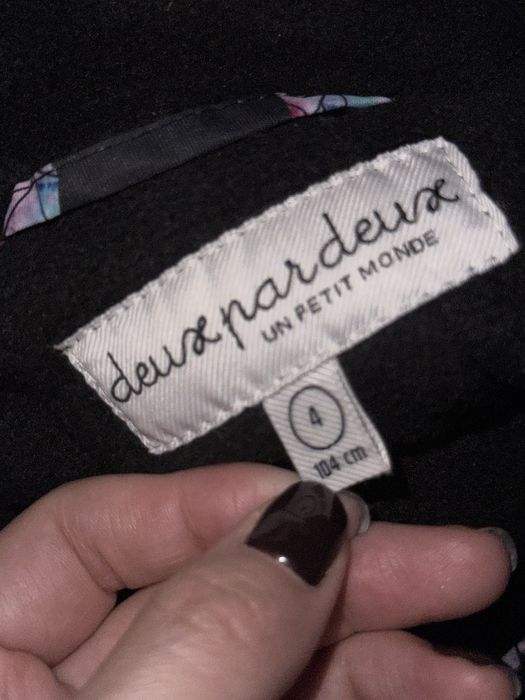 deuxpardeux
UN PETIT MONDE
4
104 cm